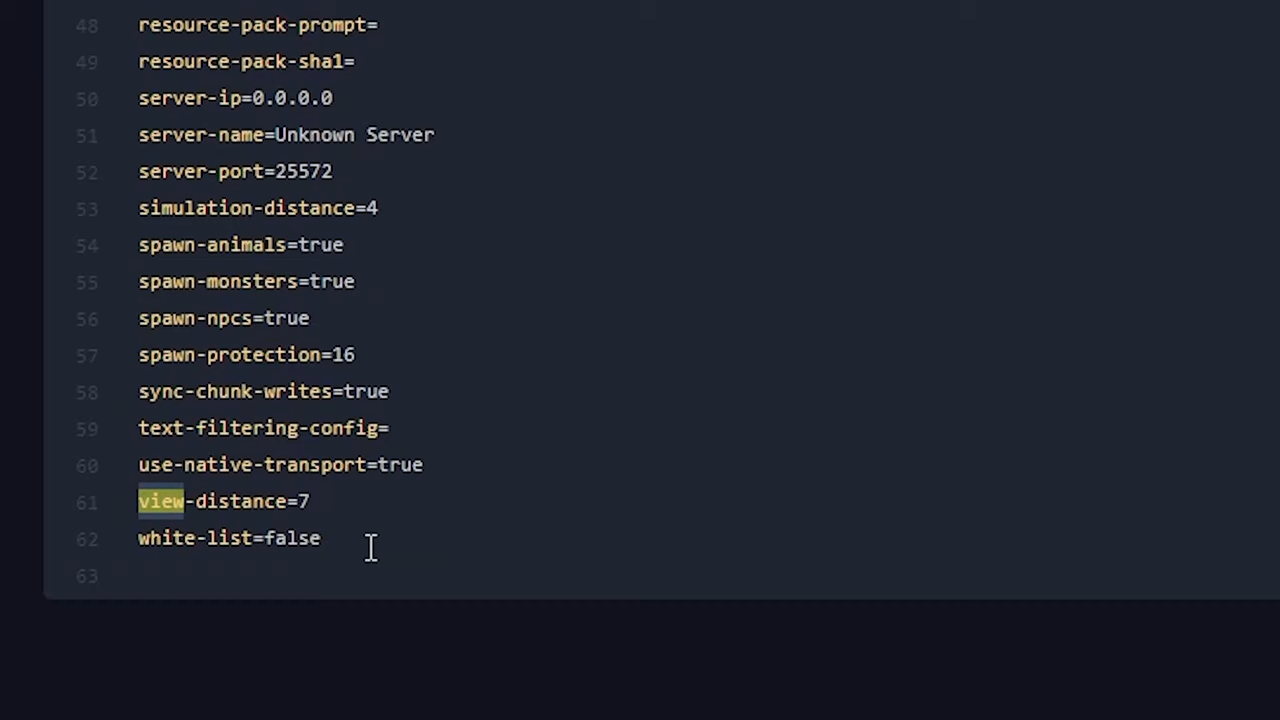 48 resource-pack-prompt=
49 resource-pack-sha1=
50 server-ip=0.0.0.0
51 server-name=Unknown Server
52 server-port=25572
53 simulation-distance=4
54 spawn-animals=true
55 spawn-monsters=true
56 spawn-npcs=true
57 spawn-protection=16
58 sync-chunk-writes=true
59 text-filtering-config=
60 use-native-transport=true
61 view-distance=7
62 white-list=false
63